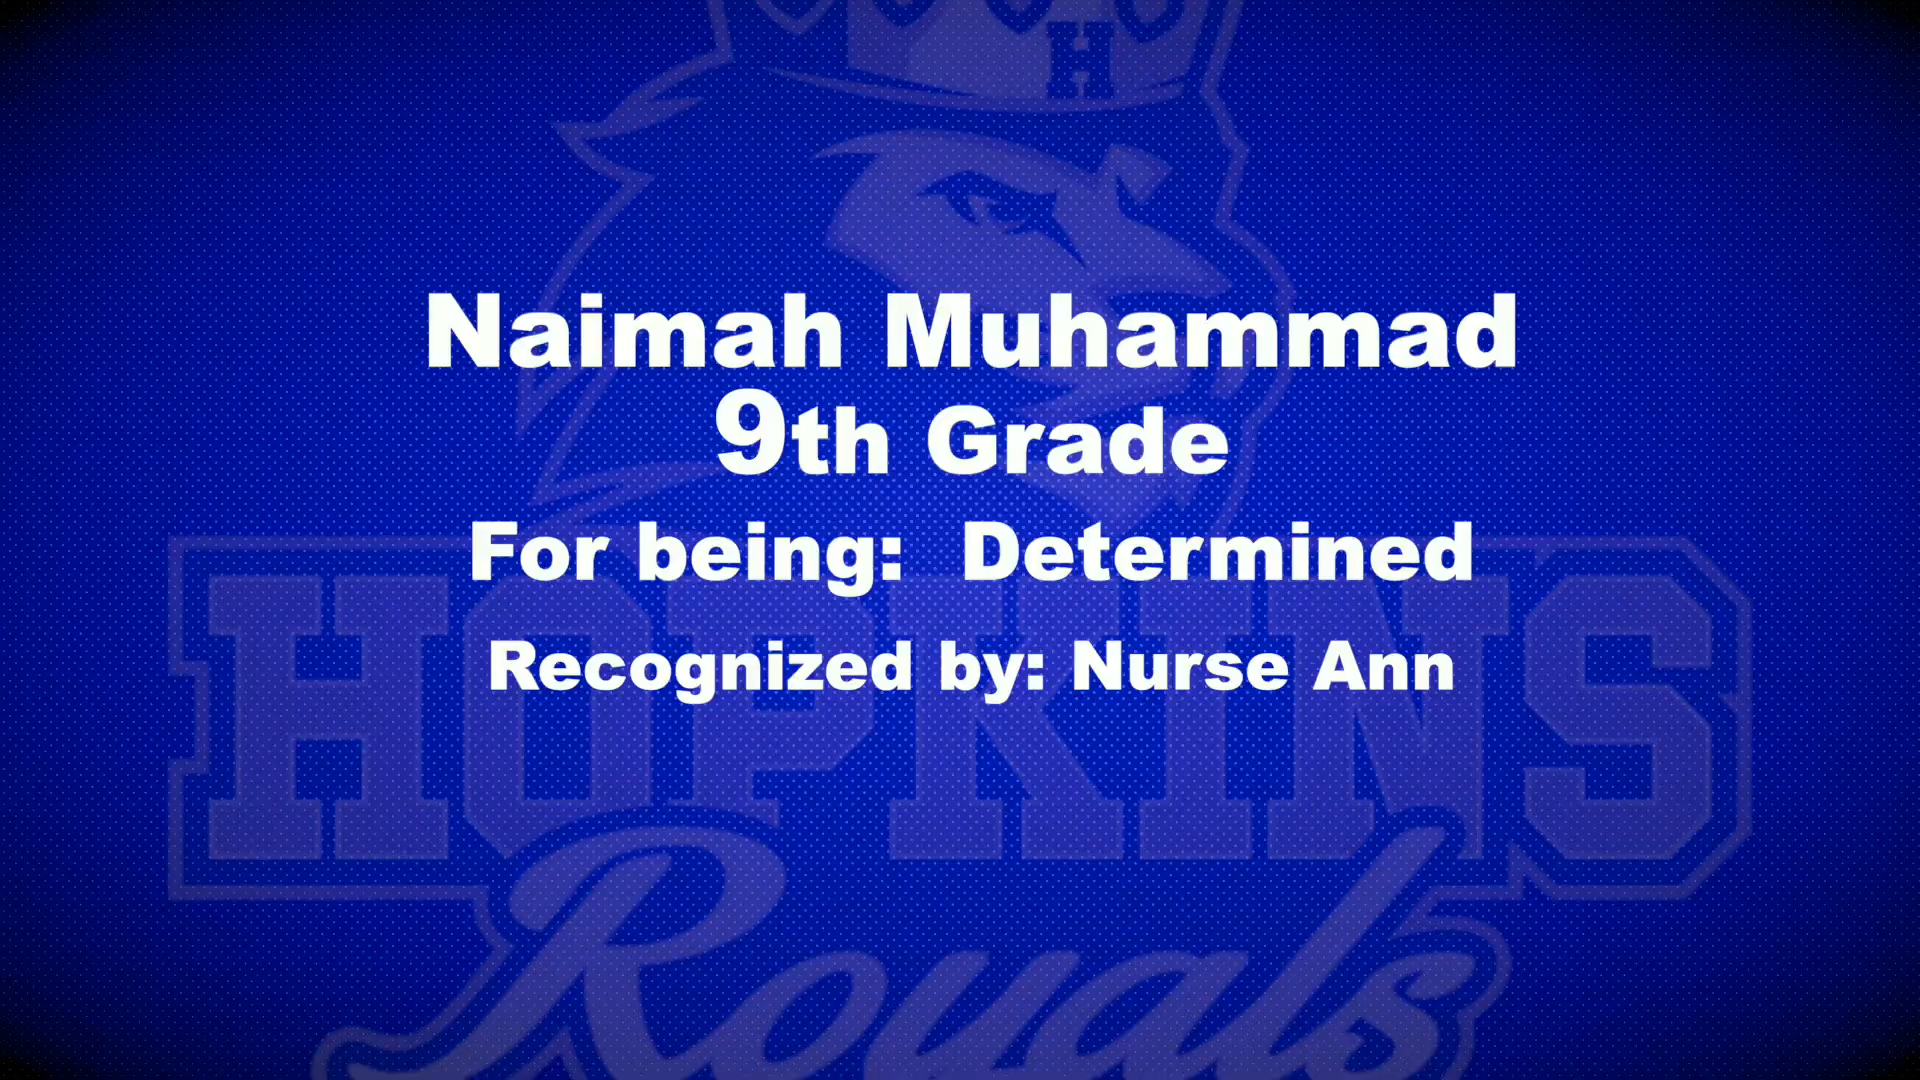 H
Naimah Muhammad
9th Grade
For being: Determined
Recognized by: Nurse Ann
HOPKINS
Royals